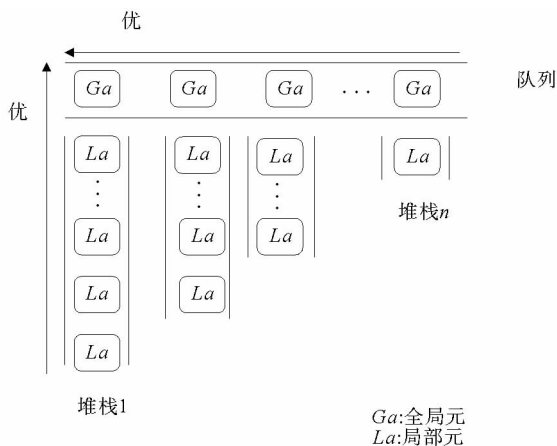 优
队列
优
Ga Ga Ga ... Ga
La La La La
La La La
La La
La
堆栈n
堆栈1
Ga:全局元
La:局部元